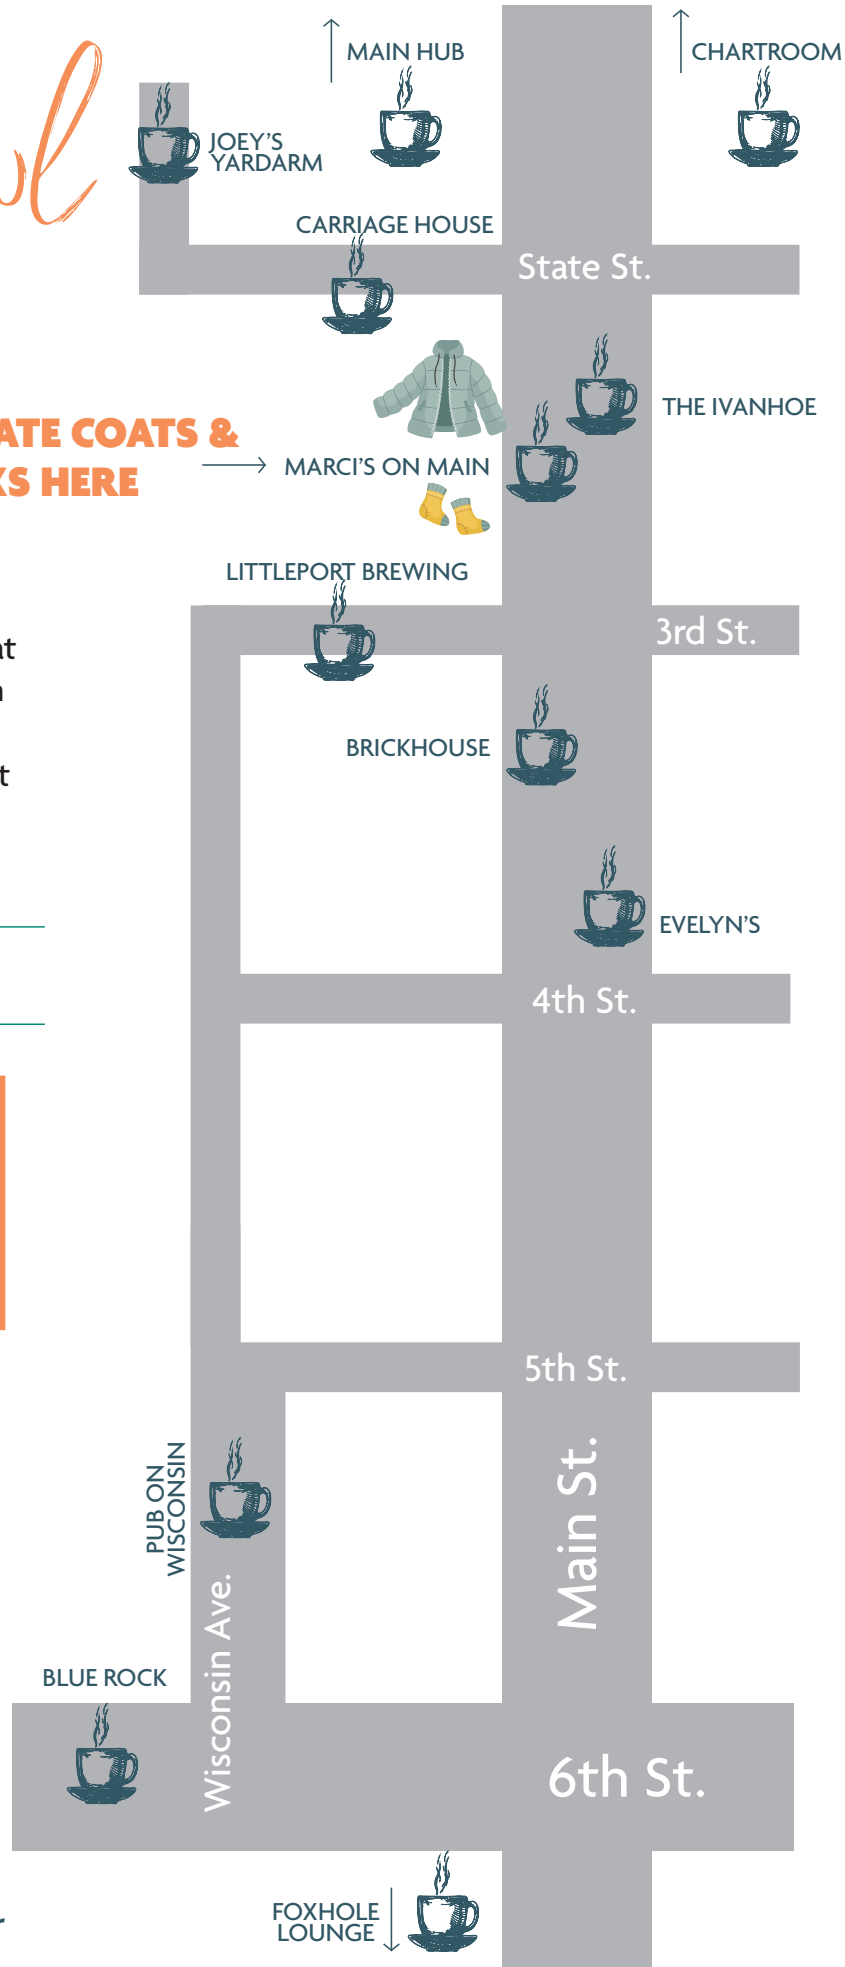 MAIN HUB
CHARTROOM
JOEY'S
YARDARM
CARRIAGE HOUSE
State St.
THE IVANHOE
COATS &
HERE
MARCI'S ON MAIN
LITTLEPORT BREWING
3rd St.
BRICKHOUSE
EVELYN'S
4th St.
5th St.
PUB ON
WISCONSIN
Main St.
Wisconsin Ave.
BLUE ROCK
6th St.
FOXHOLE
LOUNGE